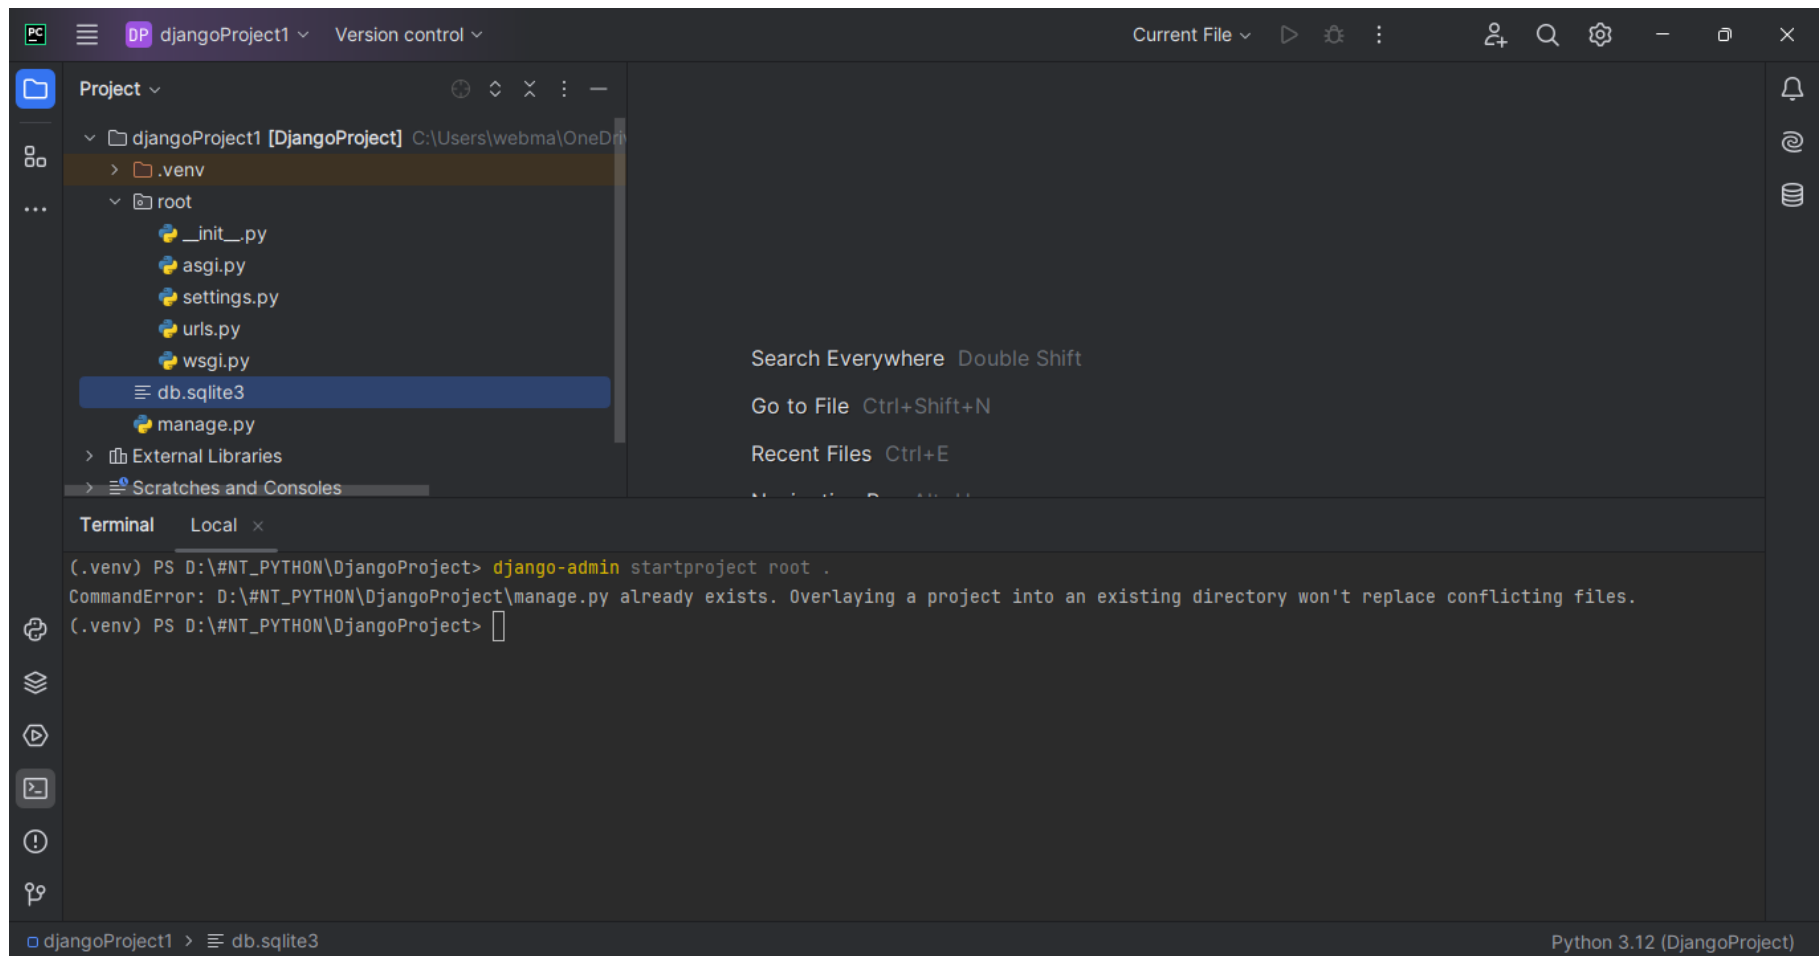 PC DP djangoProject1 Version control Current File
Project
djangoProject1 [DjangoProject] C:\Users\webma\OneDri
.venv
root
__init__.py
asgi.py
settings.py
urls.py
wsgi.py
db.sqlite3
manage.py
External Libraries
Scratches and Consoles
Search Everywhere Double Shift
Go to File Ctrl+Shift+N
Recent Files Ctrl+E
Terminal Local
(.venv) PS D:\#NT_PYTHON\DjangoProject> django-admin startproject root .
CommandError: D:\#NT_PYTHON\DjangoProject\manage.py already exists. Overlaying a project into an existing directory won't replace conflicting files.
(.venv) PS D:\#NT_PYTHON\DjangoProject>
djangoProject1 > db.sqlite3 Python 3.12 (DjangoProject)